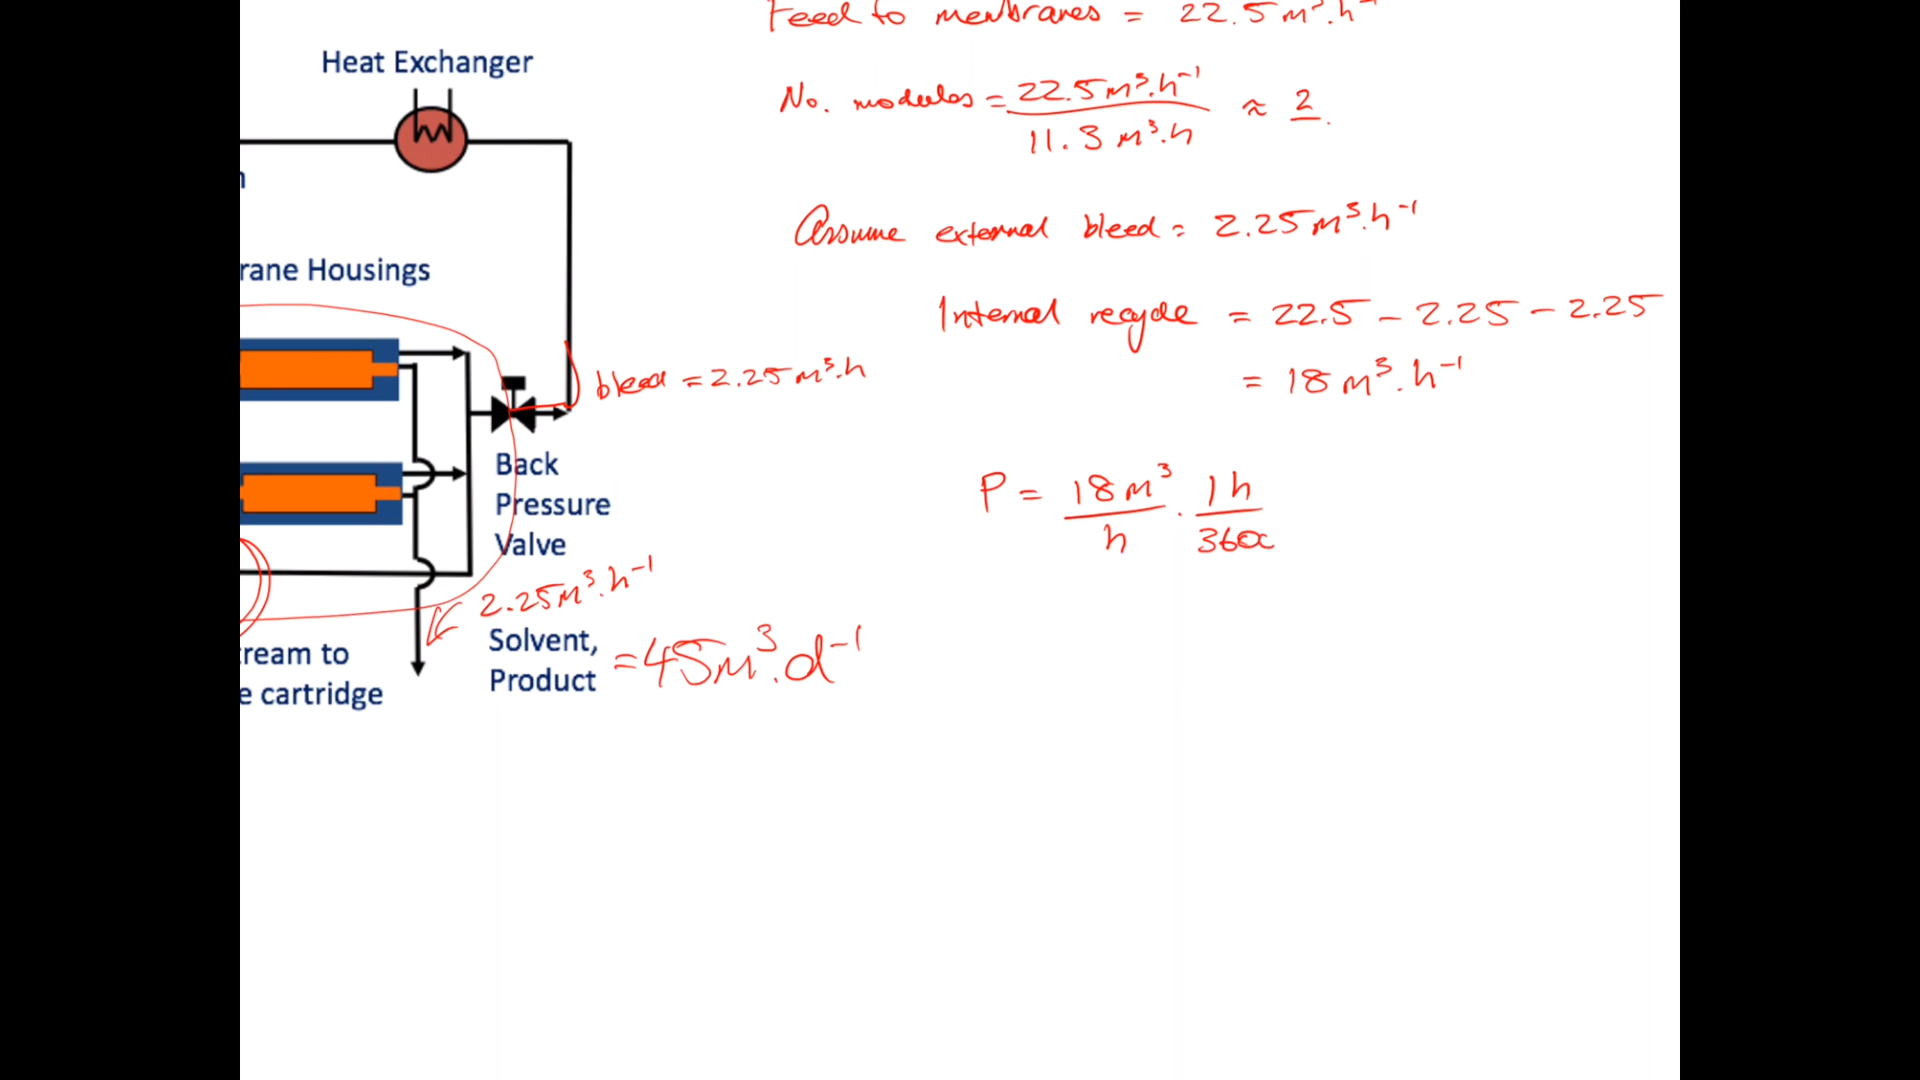 Feed to membranes = 22.5 m³.h⁻¹
Heat Exchanger
No. modules = 22.5 m³.h⁻¹ / 11.3 m³.h ≈ 2.
n
Assume external bleed = 2.25 m³.h⁻¹
rane Housings
Internal recycle = 22.5 - 2.25 - 2.25
= 18 m³.h⁻¹
bleed = 2.25 m³.h
Back
Pressure
Valve
P = 18 m³ / h . 1 h / 360
2.25 m³.h⁻¹
Solvent,
Product
= 45 m³.d⁻¹
ream to
e cartridge